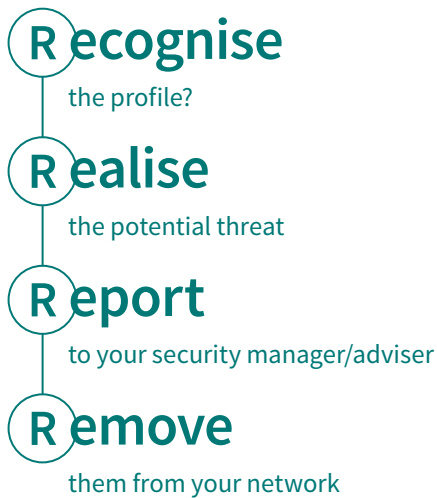 Recognise
the profile?
Realise
the potential threat
Report
to your security manager/adviser
Remove
them from your network